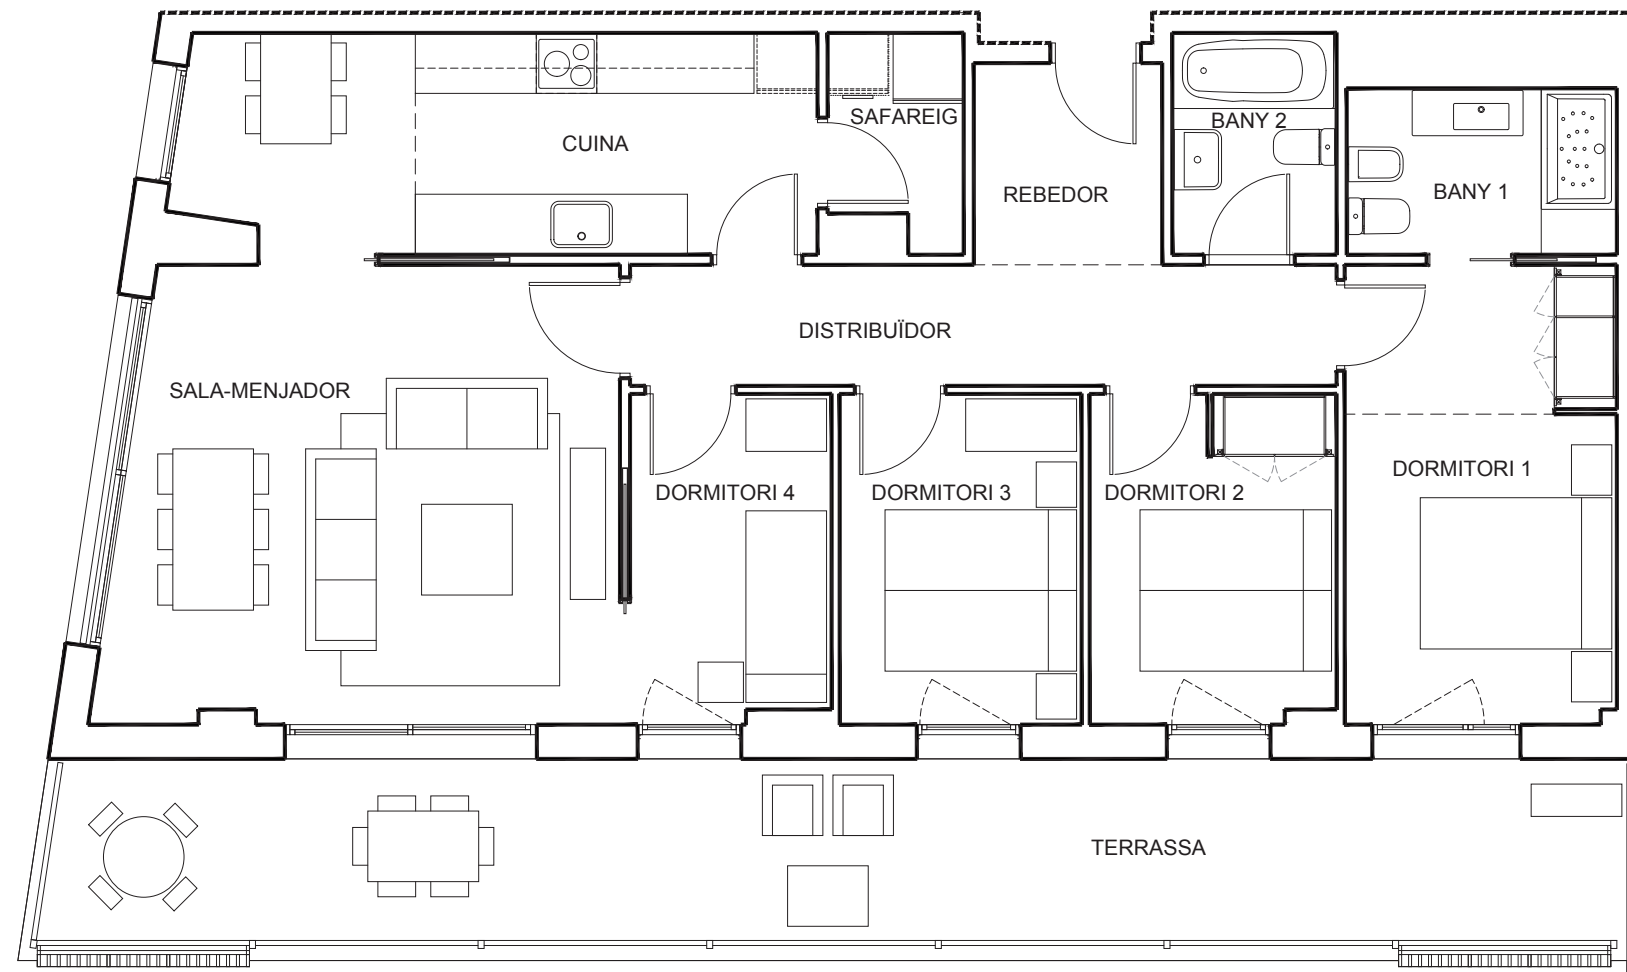 SAFAREIG
BANY 2
CUINA
BANY 1
REBEDOR
DISTRIBUÏDOR
SALA-MENJADOR
DORMITORI 1
DORMITORI 4
DORMITORI 3
DORMITORI 2
TERRASSA